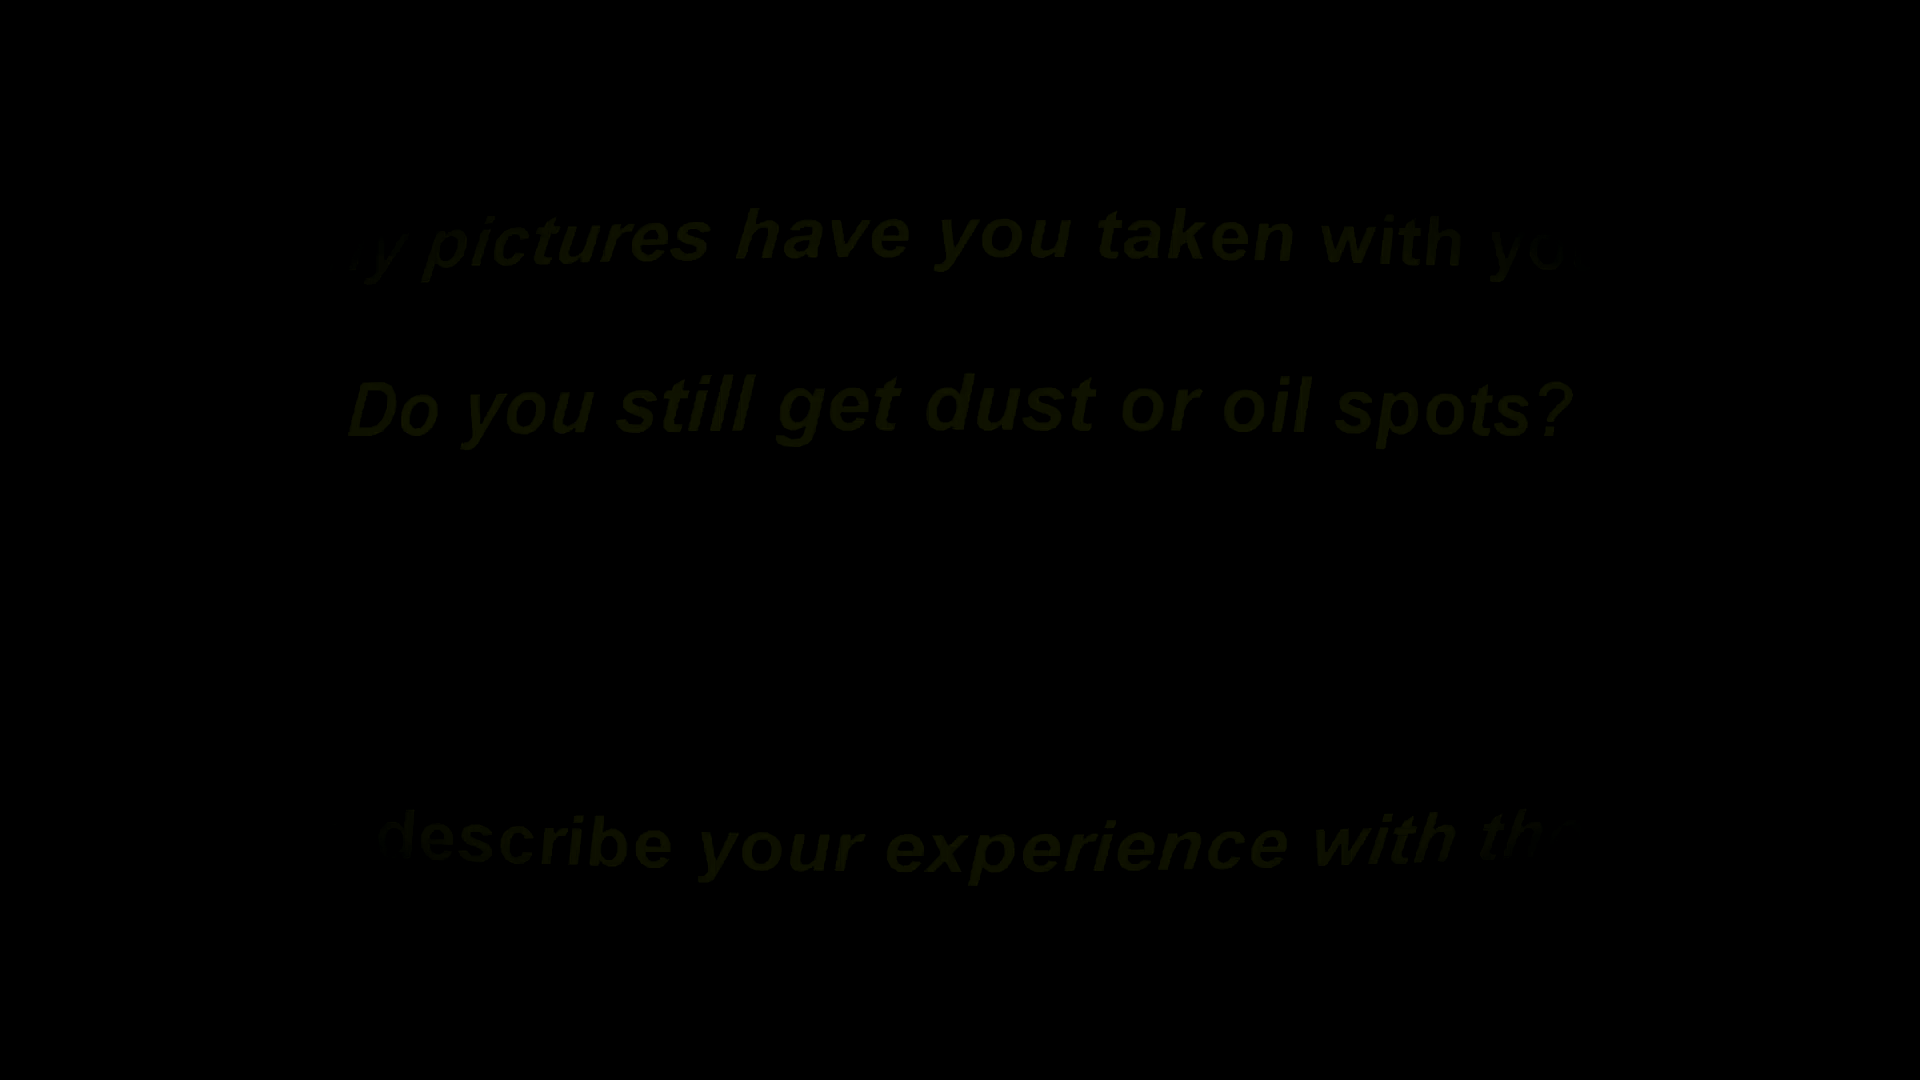 pictures have you taken with
Do you still get dust or oil spots?
describe your experience with